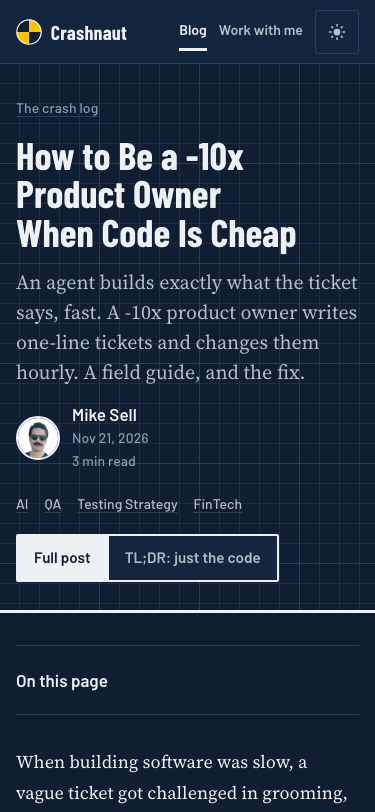 Crashnaut
Blog
Work with me
The crash log
How to Be a -10x
Product Owner
When Code Is Cheap
An agent builds exactly what the ticket
says, fast. A -10x product owner writes
one-line tickets and changes them
hourly. A field guide, and the fix.
Mike Sell
Nov 21, 2026
3 min read
AI QA Testing Strategy FinTech
Full post
TL;DR: just the code
On this page
When building software was slow, a
vague ticket got challenged in grooming,